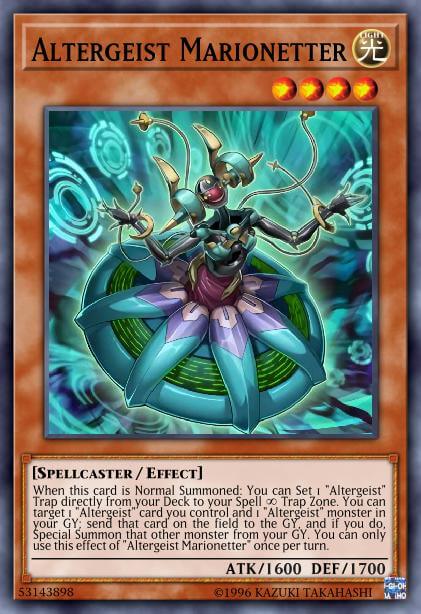 Altergeist Marionetter
LIGHT
光
[Spellcaster / Effect]
When this card is Normal Summoned: You can Set 1 "Altergeist"
Trap directly from your Deck to your Spell ∞ Trap Zone. You can
target 1 "Altergeist" card you control and 1 "Altergeist" monster in
your GY; send that card on the field to the GY, and if you do,
Special Summon that other monster from your GY. You can only
use this effect of "Altergeist Marionetter" once per turn.
ATK/1600 DEF/1700
53143898
©1996 KAZUKI TAKAHASHI